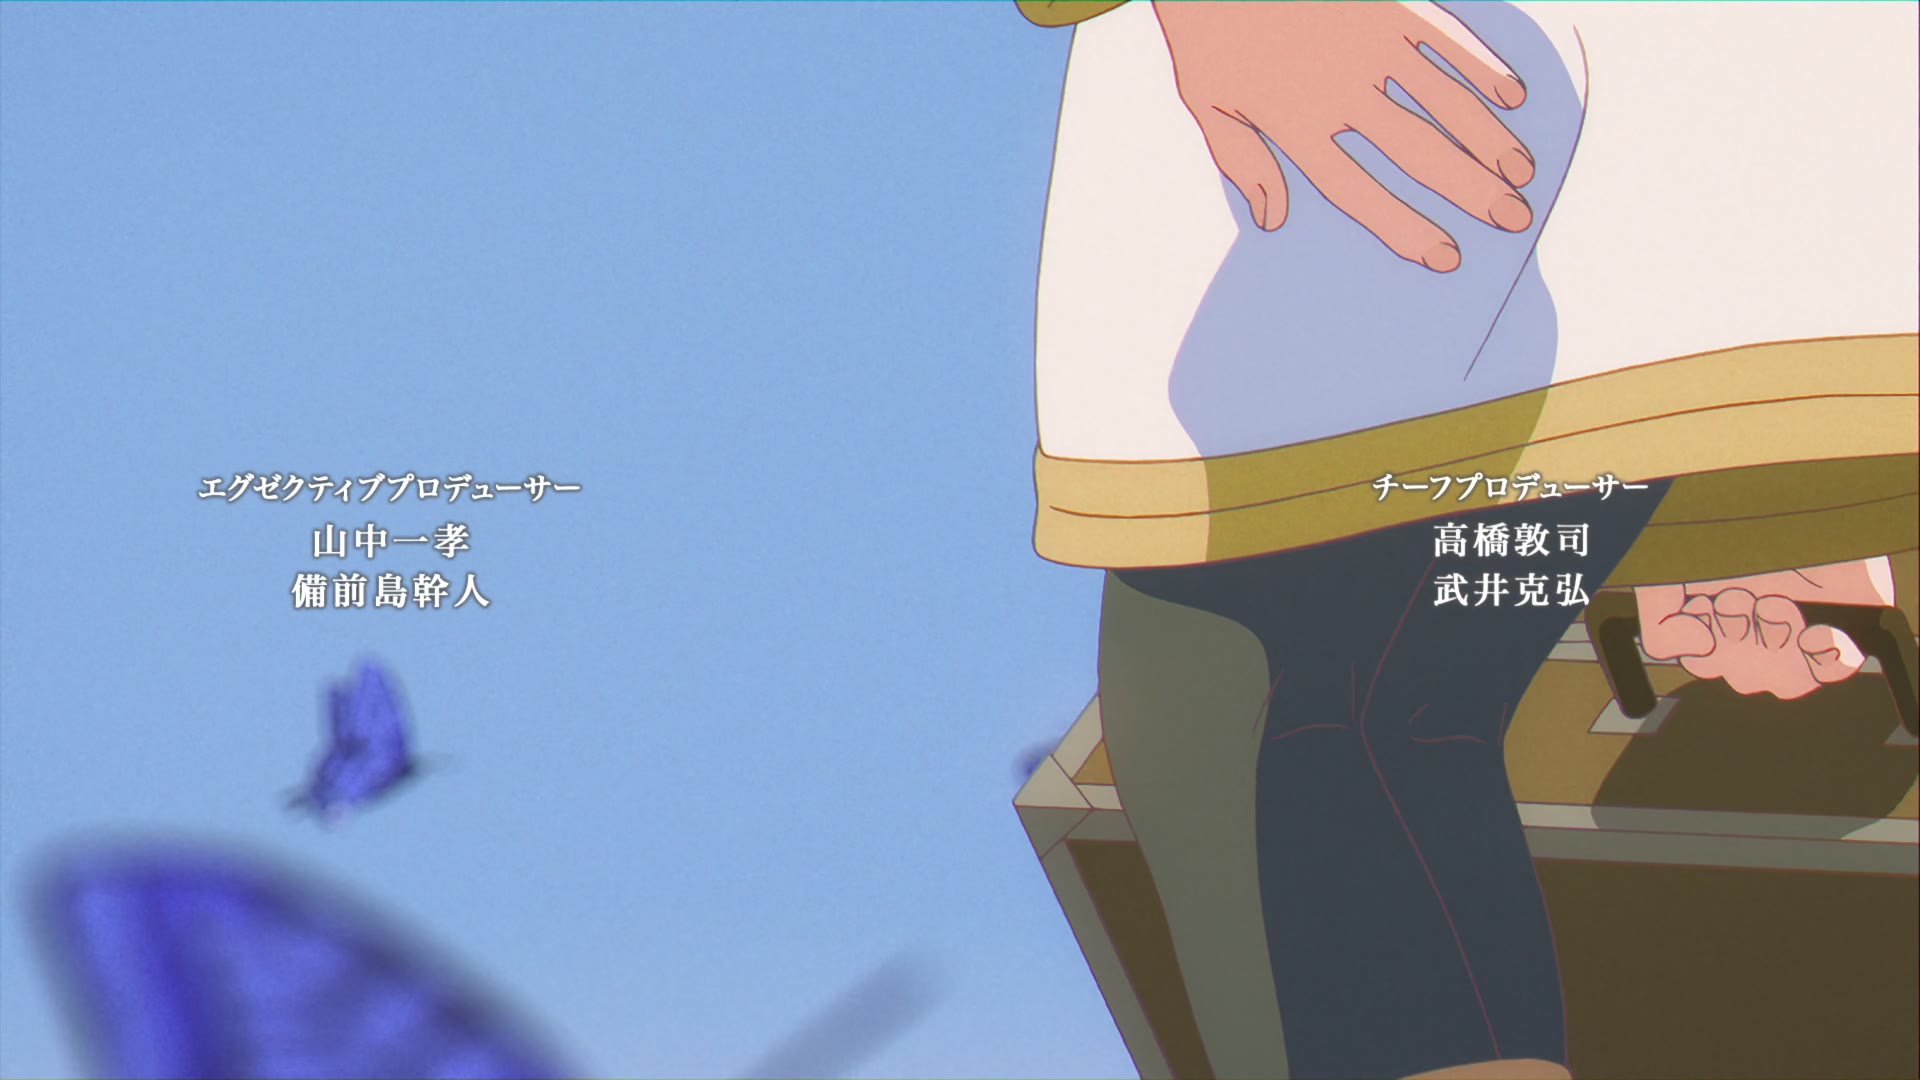 エグゼクティブプロデューサー
山中一孝
備前島幹人
チーフプロデューサー
高橋敦司
武井克弘